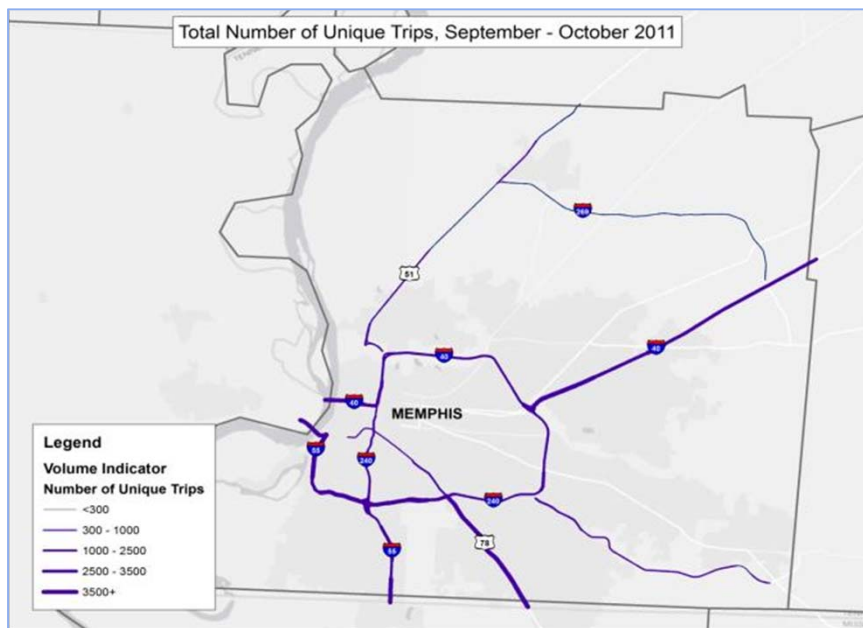 Total Number of Unique Trips, September - October 2011
51
269
40
40
40
MEMPHIS
55
240
240
78
55
Legend
Volume Indicator
Number of Unique Trips
<300
300 - 1000
1000 - 2500
2500 - 3500
3500+